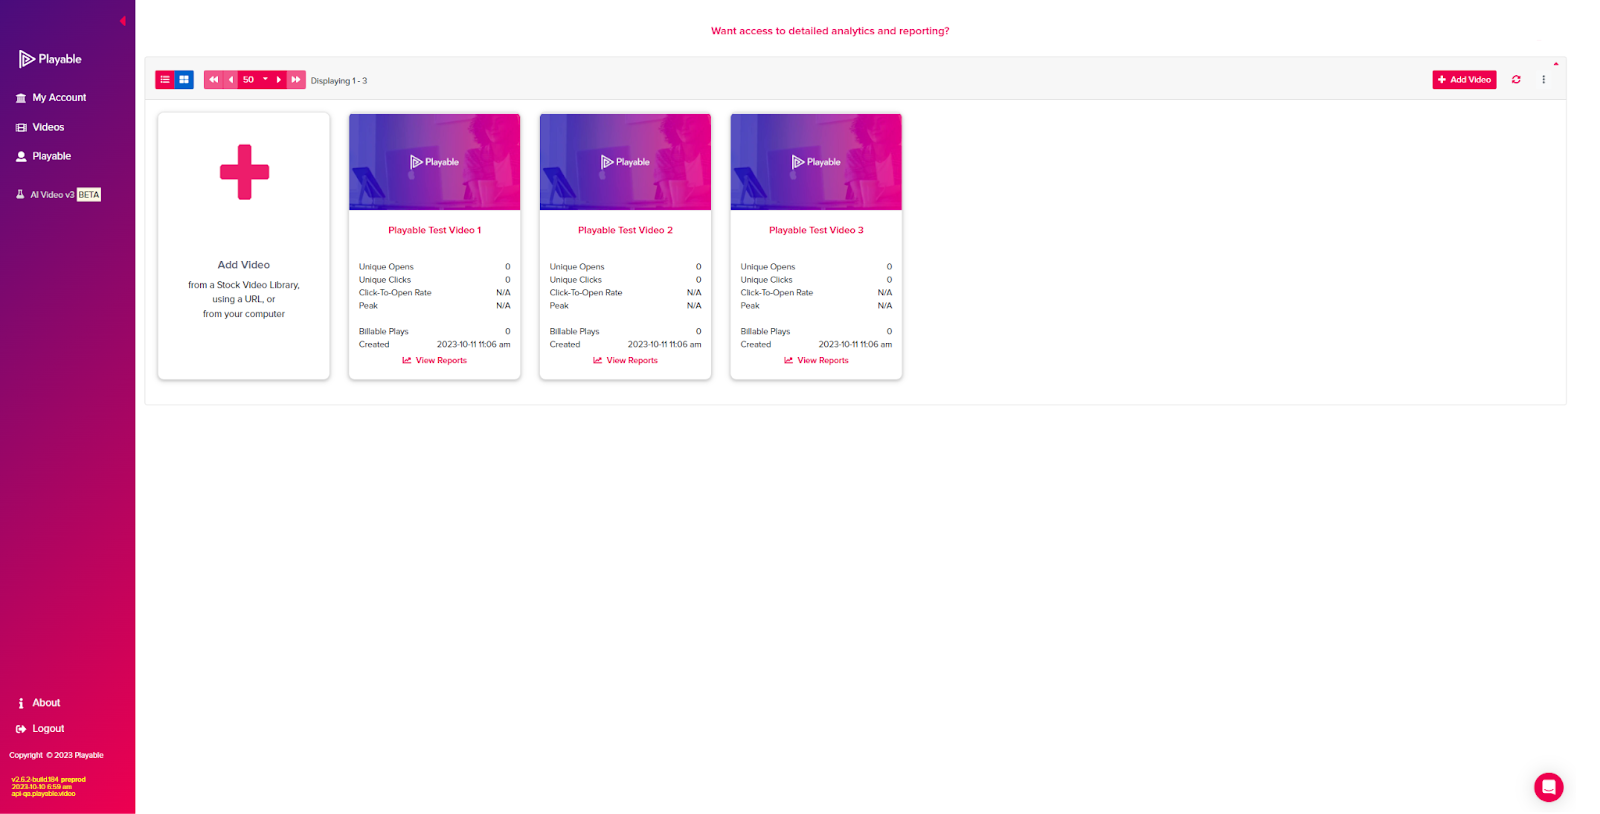 Want access to detailed analytics and reporting?
Playable
My Account
Videos
Playable
AI Video v3 BETA
50
Displaying 1 - 3
Add Video
Add Video
from a Stock Video Library,
using a URL, or
from your computer
Playable
Playable Test Video 1
Unique Opens 0
Unique Clicks 0
Click-To-Open Rate N/A
Peak N/A
Billable Plays 0
Created 2023-10-11 11:06 am
View Reports
Playable
Playable Test Video 2
Unique Opens 0
Unique Clicks 0
Click-To-Open Rate N/A
Peak N/A
Billable Plays 0
Created 2023-10-11 11:06 am
View Reports
Playable
Playable Test Video 3
Unique Opens 0
Unique Clicks 0
Click-To-Open Rate N/A
Peak N/A
Billable Plays 0
Created 2023-10-11 11:06 am
View Reports
About
Logout
Copyright © 2023 Playable
v2.6.2-build.184 preprod
2023-10-10 6:59 am
api-qa.playable.video